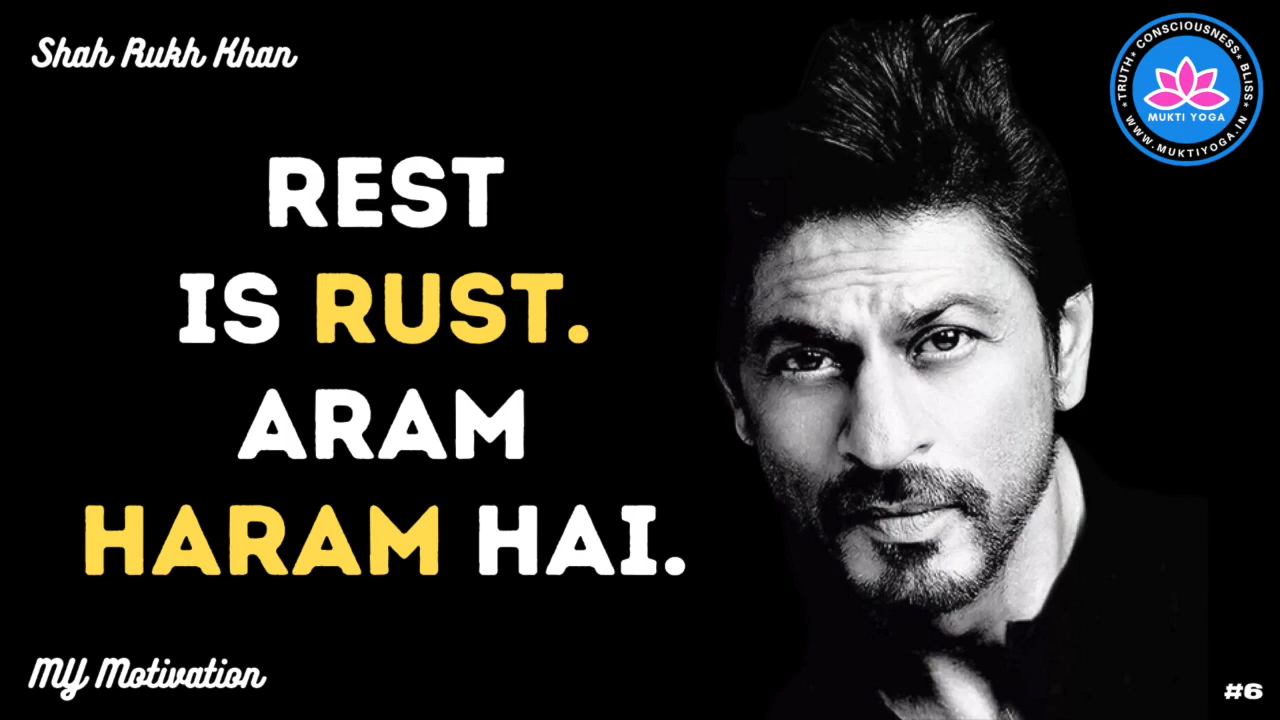 Shah Rukh Khan
REST
IS RUST.
ARAM
HARAM HAI.
MY Motivation
★ TRUTH ★ CONSCIOUSNESS ★ BLISS ★
MUKTI YOGA
WWW.MUKTIYOGA.IN
#6